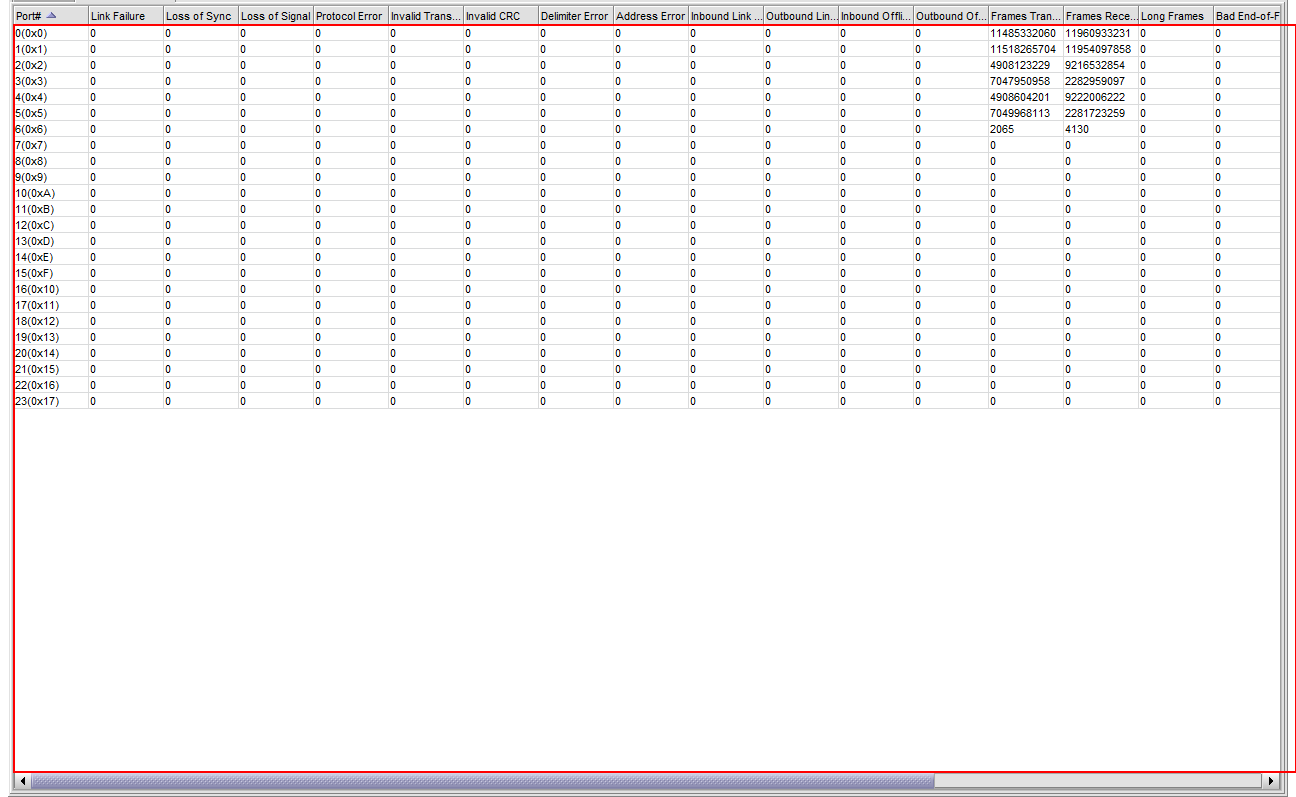 Port# Link Failure Loss of Sync Loss of Signal Protocol Error Invalid Trans... Invalid CRC Delimiter Error Address Error Inbound Link ... Outbound Lin... Inbound Offli... Outbound Of... Frames Tran... Frames Rece... Long Frames Bad End-of-F
0(0x0) 0 0 0 0 0 0 0 0 0 0 0 0 11485332060 11960933231 0 0
1(0x1) 0 0 0 0 0 0 0 0 0 0 0 0 11518265704 11954097858 0 0
2(0x2) 0 0 0 0 0 0 0 0 0 0 0 0 4908123229 9216532854 0 0
3(0x3) 0 0 0 0 0 0 0 0 0 0 0 0 7047950958 2282959097 0 0
4(0x4) 0 0 0 0 0 0 0 0 0 0 0 0 4908604201 9222006222 0 0
5(0x5) 0 0 0 0 0 0 0 0 0 0 0 0 7049968113 2281723259 0 0
6(0x6) 0 0 0 0 0 0 0 0 0 0 0 0 2065 4130 0 0
7(0x7) 0 0 0 0 0 0 0 0 0 0 0 0 0 0 0 0
8(0x8) 0 0 0 0 0 0 0 0 0 0 0 0 0 0 0 0
9(0x9) 0 0 0 0 0 0 0 0 0 0 0 0 0 0 0 0
10(0xA) 0 0 0 0 0 0 0 0 0 0 0 0 0 0 0 0
11(0xB) 0 0 0 0 0 0 0 0 0 0 0 0 0 0 0 0
12(0xC) 0 0 0 0 0 0 0 0 0 0 0 0 0 0 0 0
13(0xD) 0 0 0 0 0 0 0 0 0 0 0 0 0 0 0 0
14(0xE) 0 0 0 0 0 0 0 0 0 0 0 0 0 0 0 0
15(0xF) 0 0 0 0 0 0 0 0 0 0 0 0 0 0 0 0
16(0x10) 0 0 0 0 0 0 0 0 0 0 0 0 0 0 0 0
17(0x11) 0 0 0 0 0 0 0 0 0 0 0 0 0 0 0 0
18(0x12) 0 0 0 0 0 0 0 0 0 0 0 0 0 0 0 0
19(0x13) 0 0 0 0 0 0 0 0 0 0 0 0 0 0 0 0
20(0x14) 0 0 0 0 0 0 0 0 0 0 0 0 0 0 0 0
21(0x15) 0 0 0 0 0 0 0 0 0 0 0 0 0 0 0 0
22(0x16) 0 0 0 0 0 0 0 0 0 0 0 0 0 0 0 0
23(0x17) 0 0 0 0 0 0 0 0 0 0 0 0 0 0 0 0